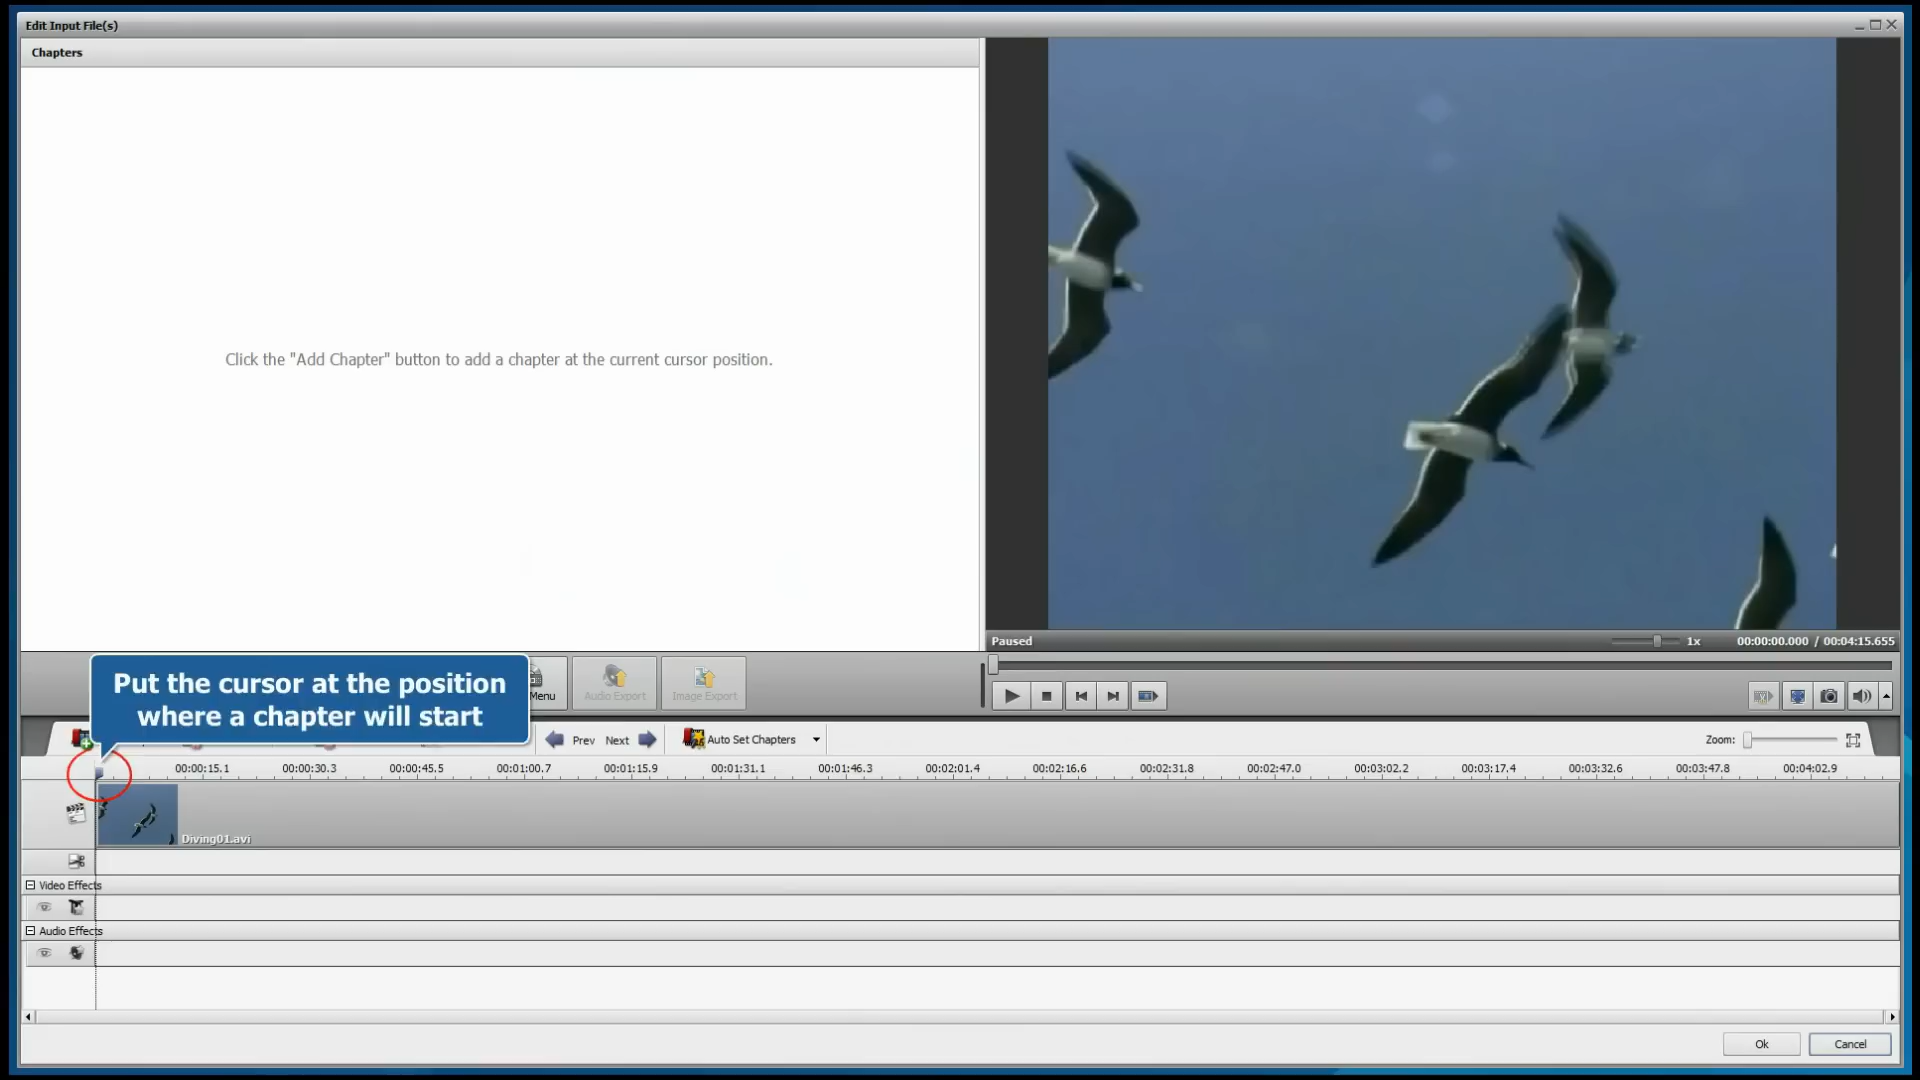 Edit Input File(s)
Chapters
Click the "Add Chapter" button to add a chapter at the current cursor position.
Paused
1x
00:00:00.000 / 00:04:15.655
Put the cursor at the position
where a chapter will start
Menu
Audio Export
Image Export
Prev
Next
Auto Set Chapters
Zoom:
00:00:15.1
00:00:30.3
00:00:45.5
00:01:00.7
00:01:15.9
00:01:31.1
00:01:46.3
00:02:01.4
00:02:16.6
00:02:31.8
00:02:47.0
00:03:02.2
00:03:17.4
00:03:32.6
00:03:47.8
00:04:02.9
Diving01.avi
Video Effects
Audio Effects
Ok
Cancel